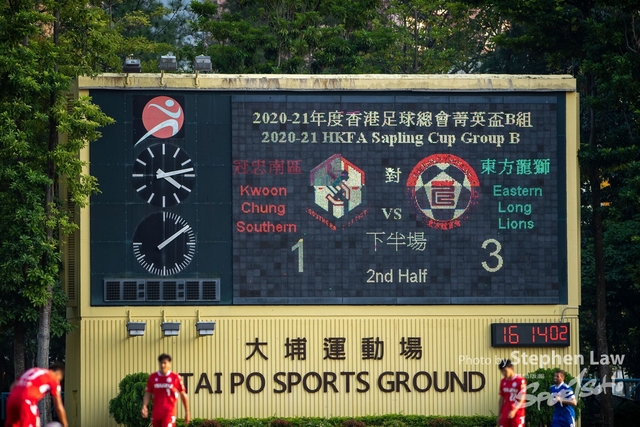 2020-21年度香港足球總會菁英盃B組
2020-21 HKFA Sapling Cup Group B
冠忠南區
對
東方龍獅
Kwoon
Chung
Southern
VS
Eastern
Long
Lions
1
下半場
3
2nd Half
16 14 02
大埔運動場
TAI PO SPORTS GROUND
Photo by Stephen Law
SportSoho